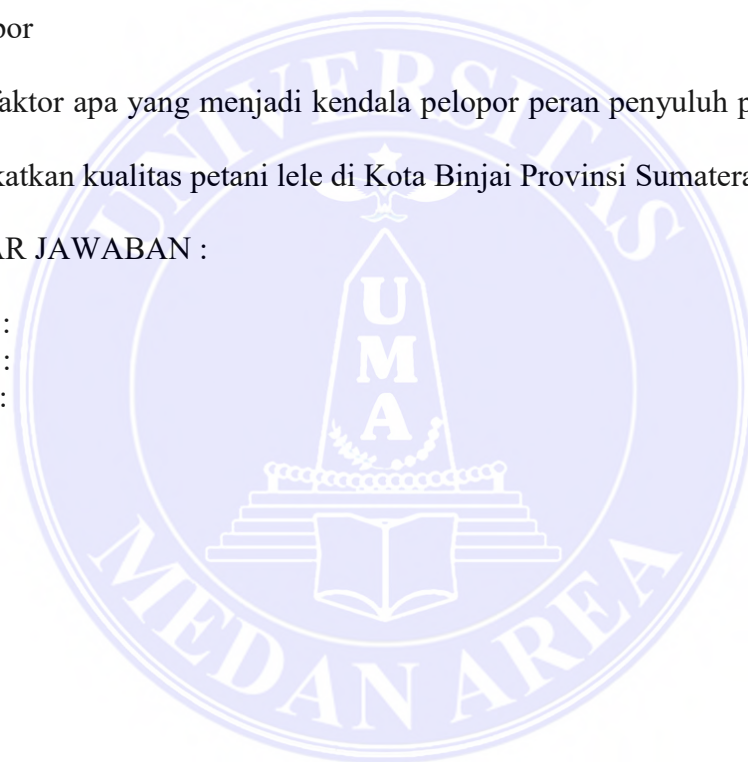 por
aktor apa yang menjadi kendala pelopor peran penyuluh p
katkan kualitas petani lele di Kota Binjai Provinsi Sumatera
AR JAWABAN :
:
:
:
UNIVERSITAS
U
M
A
MEDAN AREA